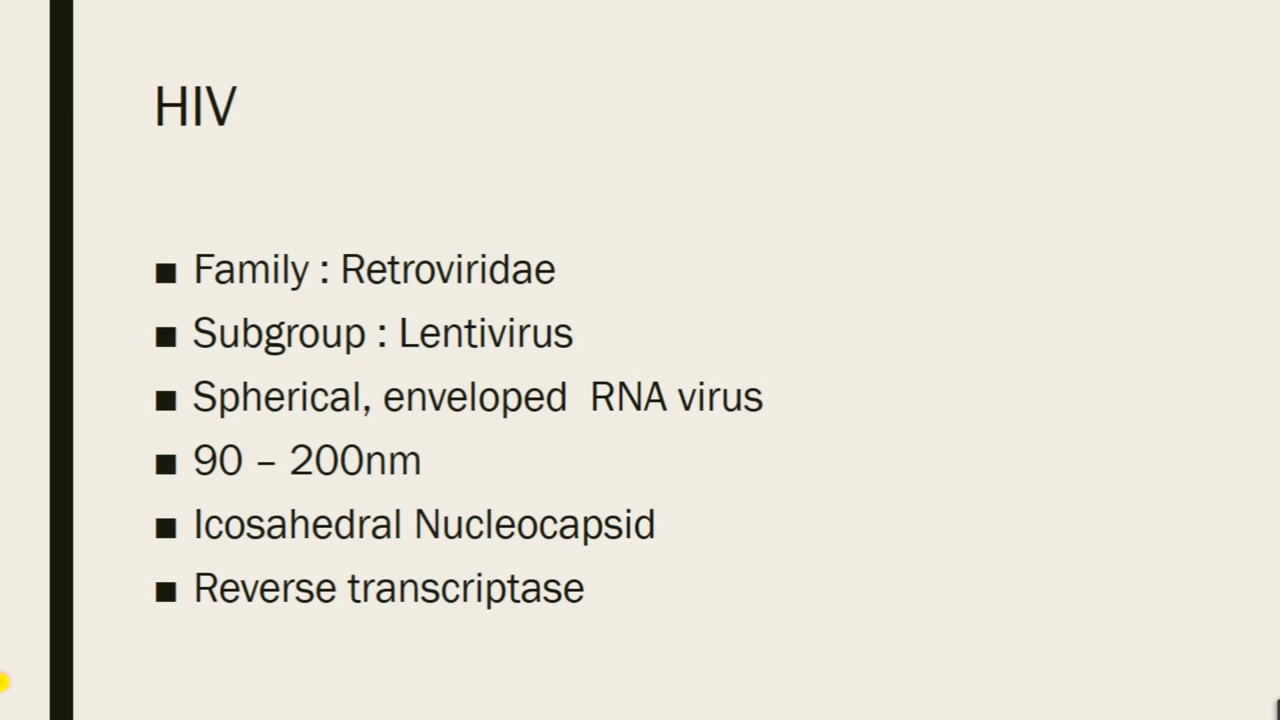 HIV
■ Family : Retroviridae
■ Subgroup : Lentivirus
■ Spherical, enveloped  RNA virus
■ 90 – 200nm
■ Icosahedral Nucleocapsid
■ Reverse transcriptase